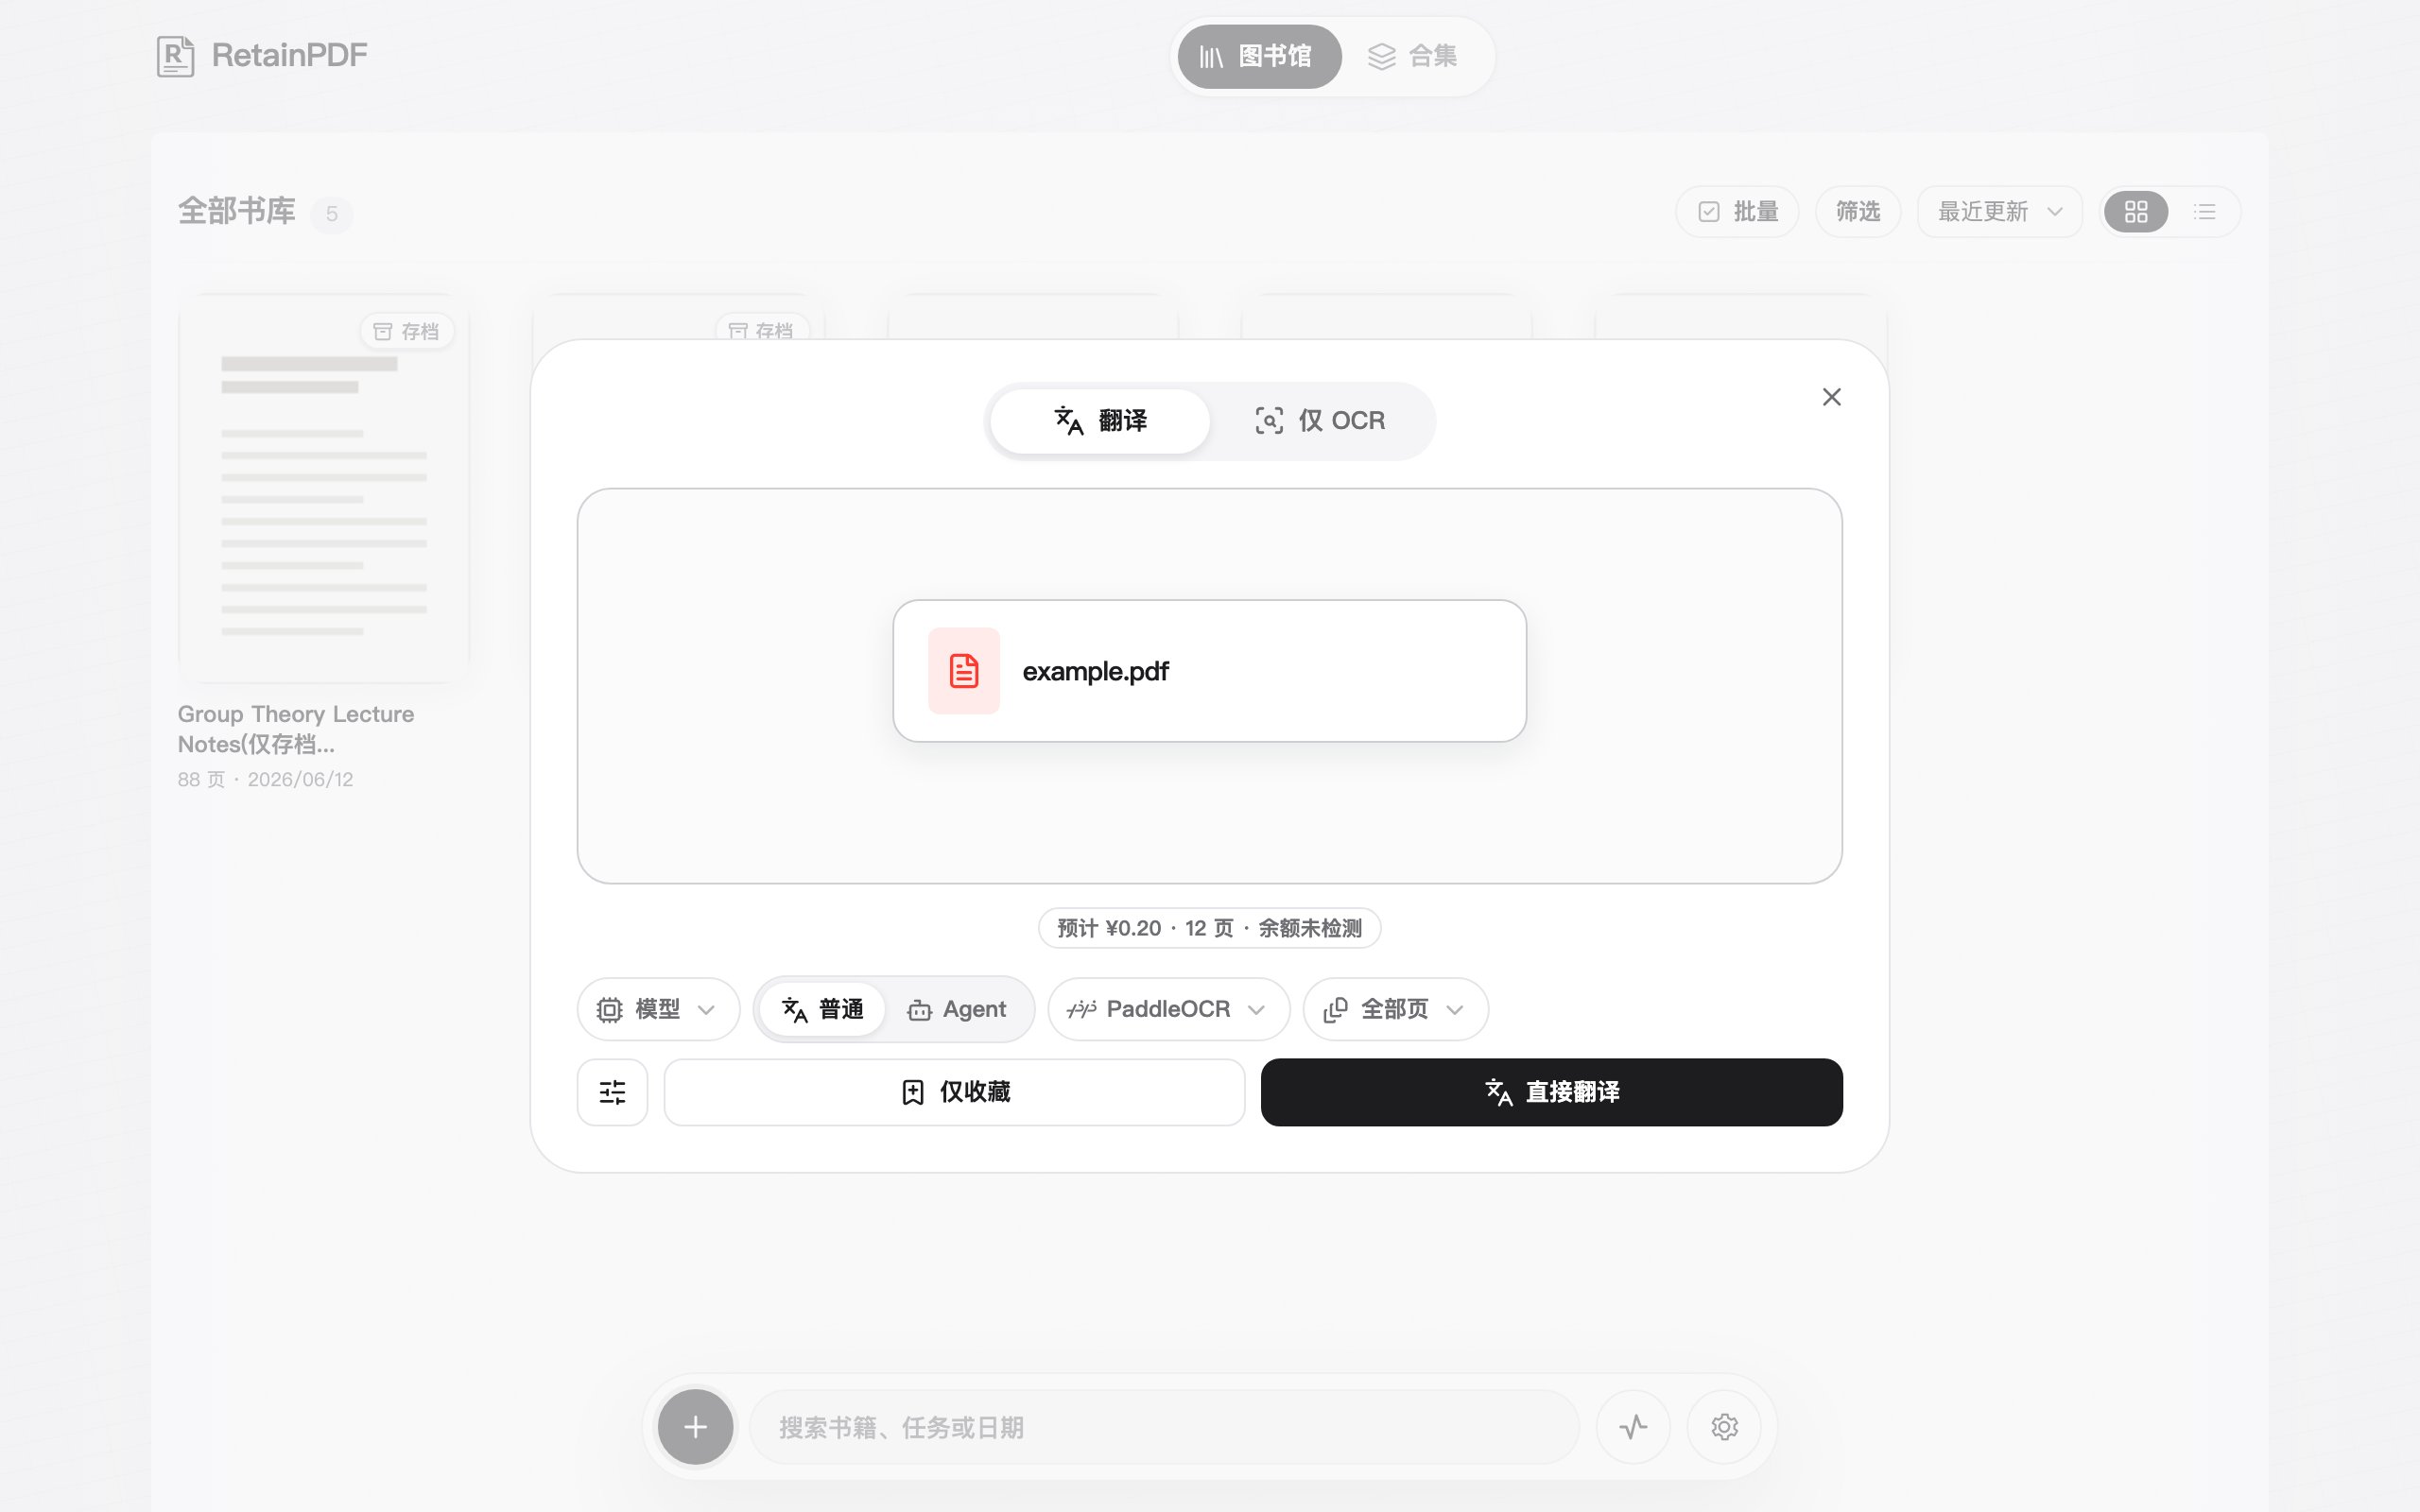 RetainPDF
图书馆
合集
全部书库 5
批量
筛选
最近更新
存档
存档
Group Theory Lecture
Notes(仅存档...
88 页 · 2026/06/12
翻译
仅 OCR
example.pdf
预计 ¥0.20 · 12 页 · 余额未检测
模型
普通
Agent
PaddleOCR
全部页
仅收藏
直接翻译
搜索书籍、任务或日期